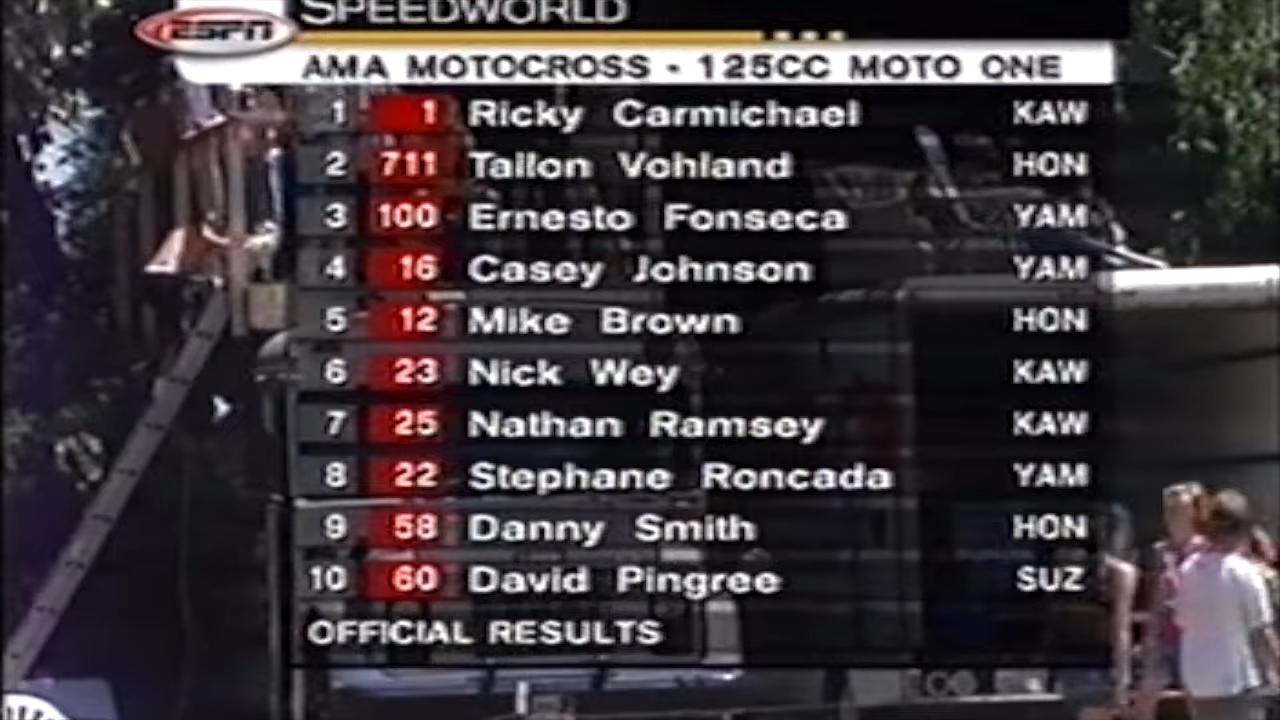 ESPN SPEEDWORLD
AMA MOTOCROSS - 125CC MOTO ONE
1 1 Ricky Carmichael KAW
2 711 Tallon Vohland HON
3 100 Ernesto Fonseca YAM
4 16 Casey Johnson YAM
5 12 Mike Brown HON
6 23 Nick Wey KAW
7 25 Nathan Ramsey KAW
8 22 Stephane Roncada YAM
9 58 Danny Smith HON
10 60 David Pingree SUZ
OFFICIAL RESULTS